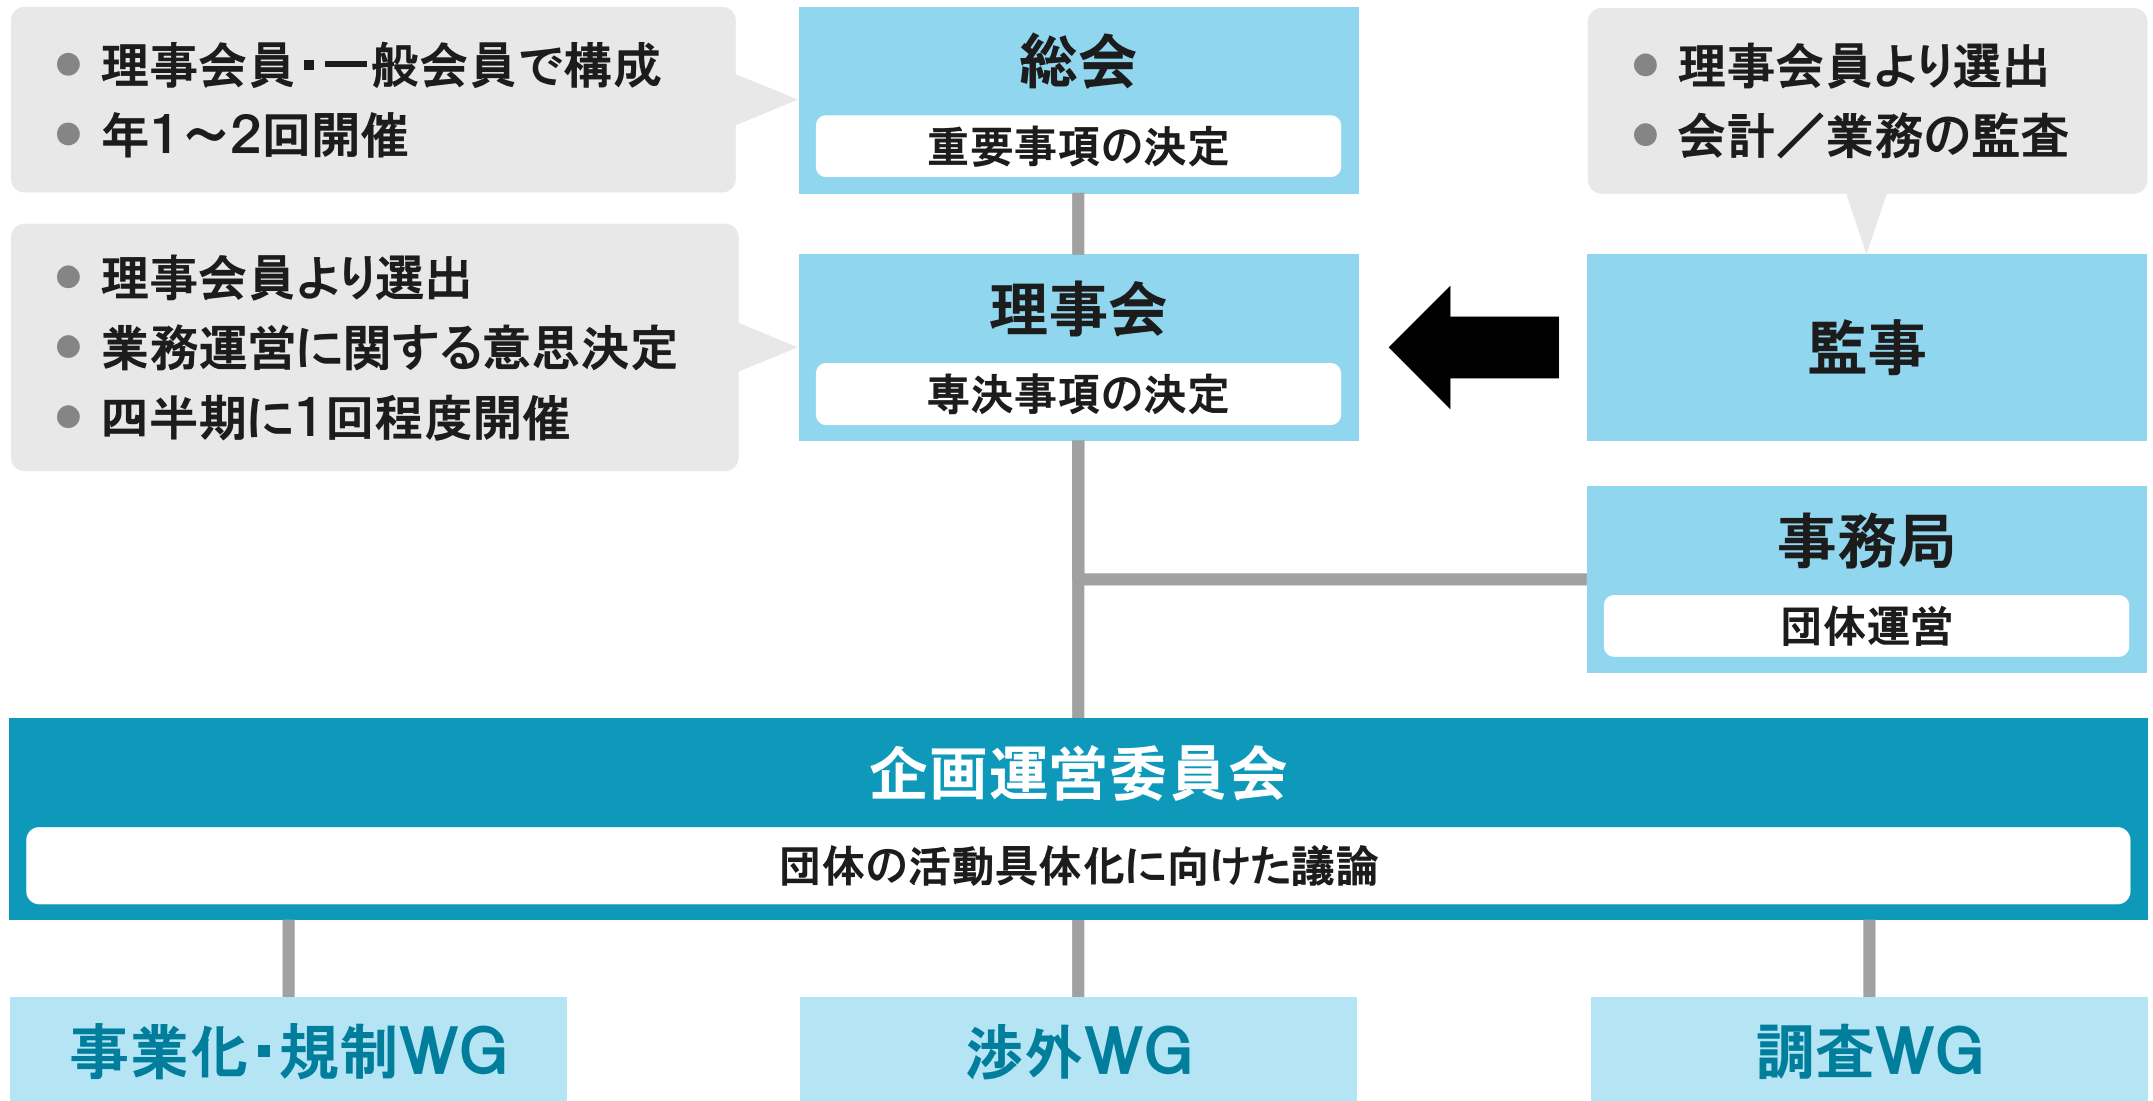 理事会員・一般会員で構成
年1～2回開催
総会
重要事項の決定
理事会員より選出
会計／業務の監査
理事会員より選出
業務運営に関する意思決定
四半期に1回程度開催
理事会
専決事項の決定
監事
事務局
団体運営
企画運営委員会
団体の活動具体化に向けた議論
事業化・規制WG
渉外WG
調査WG